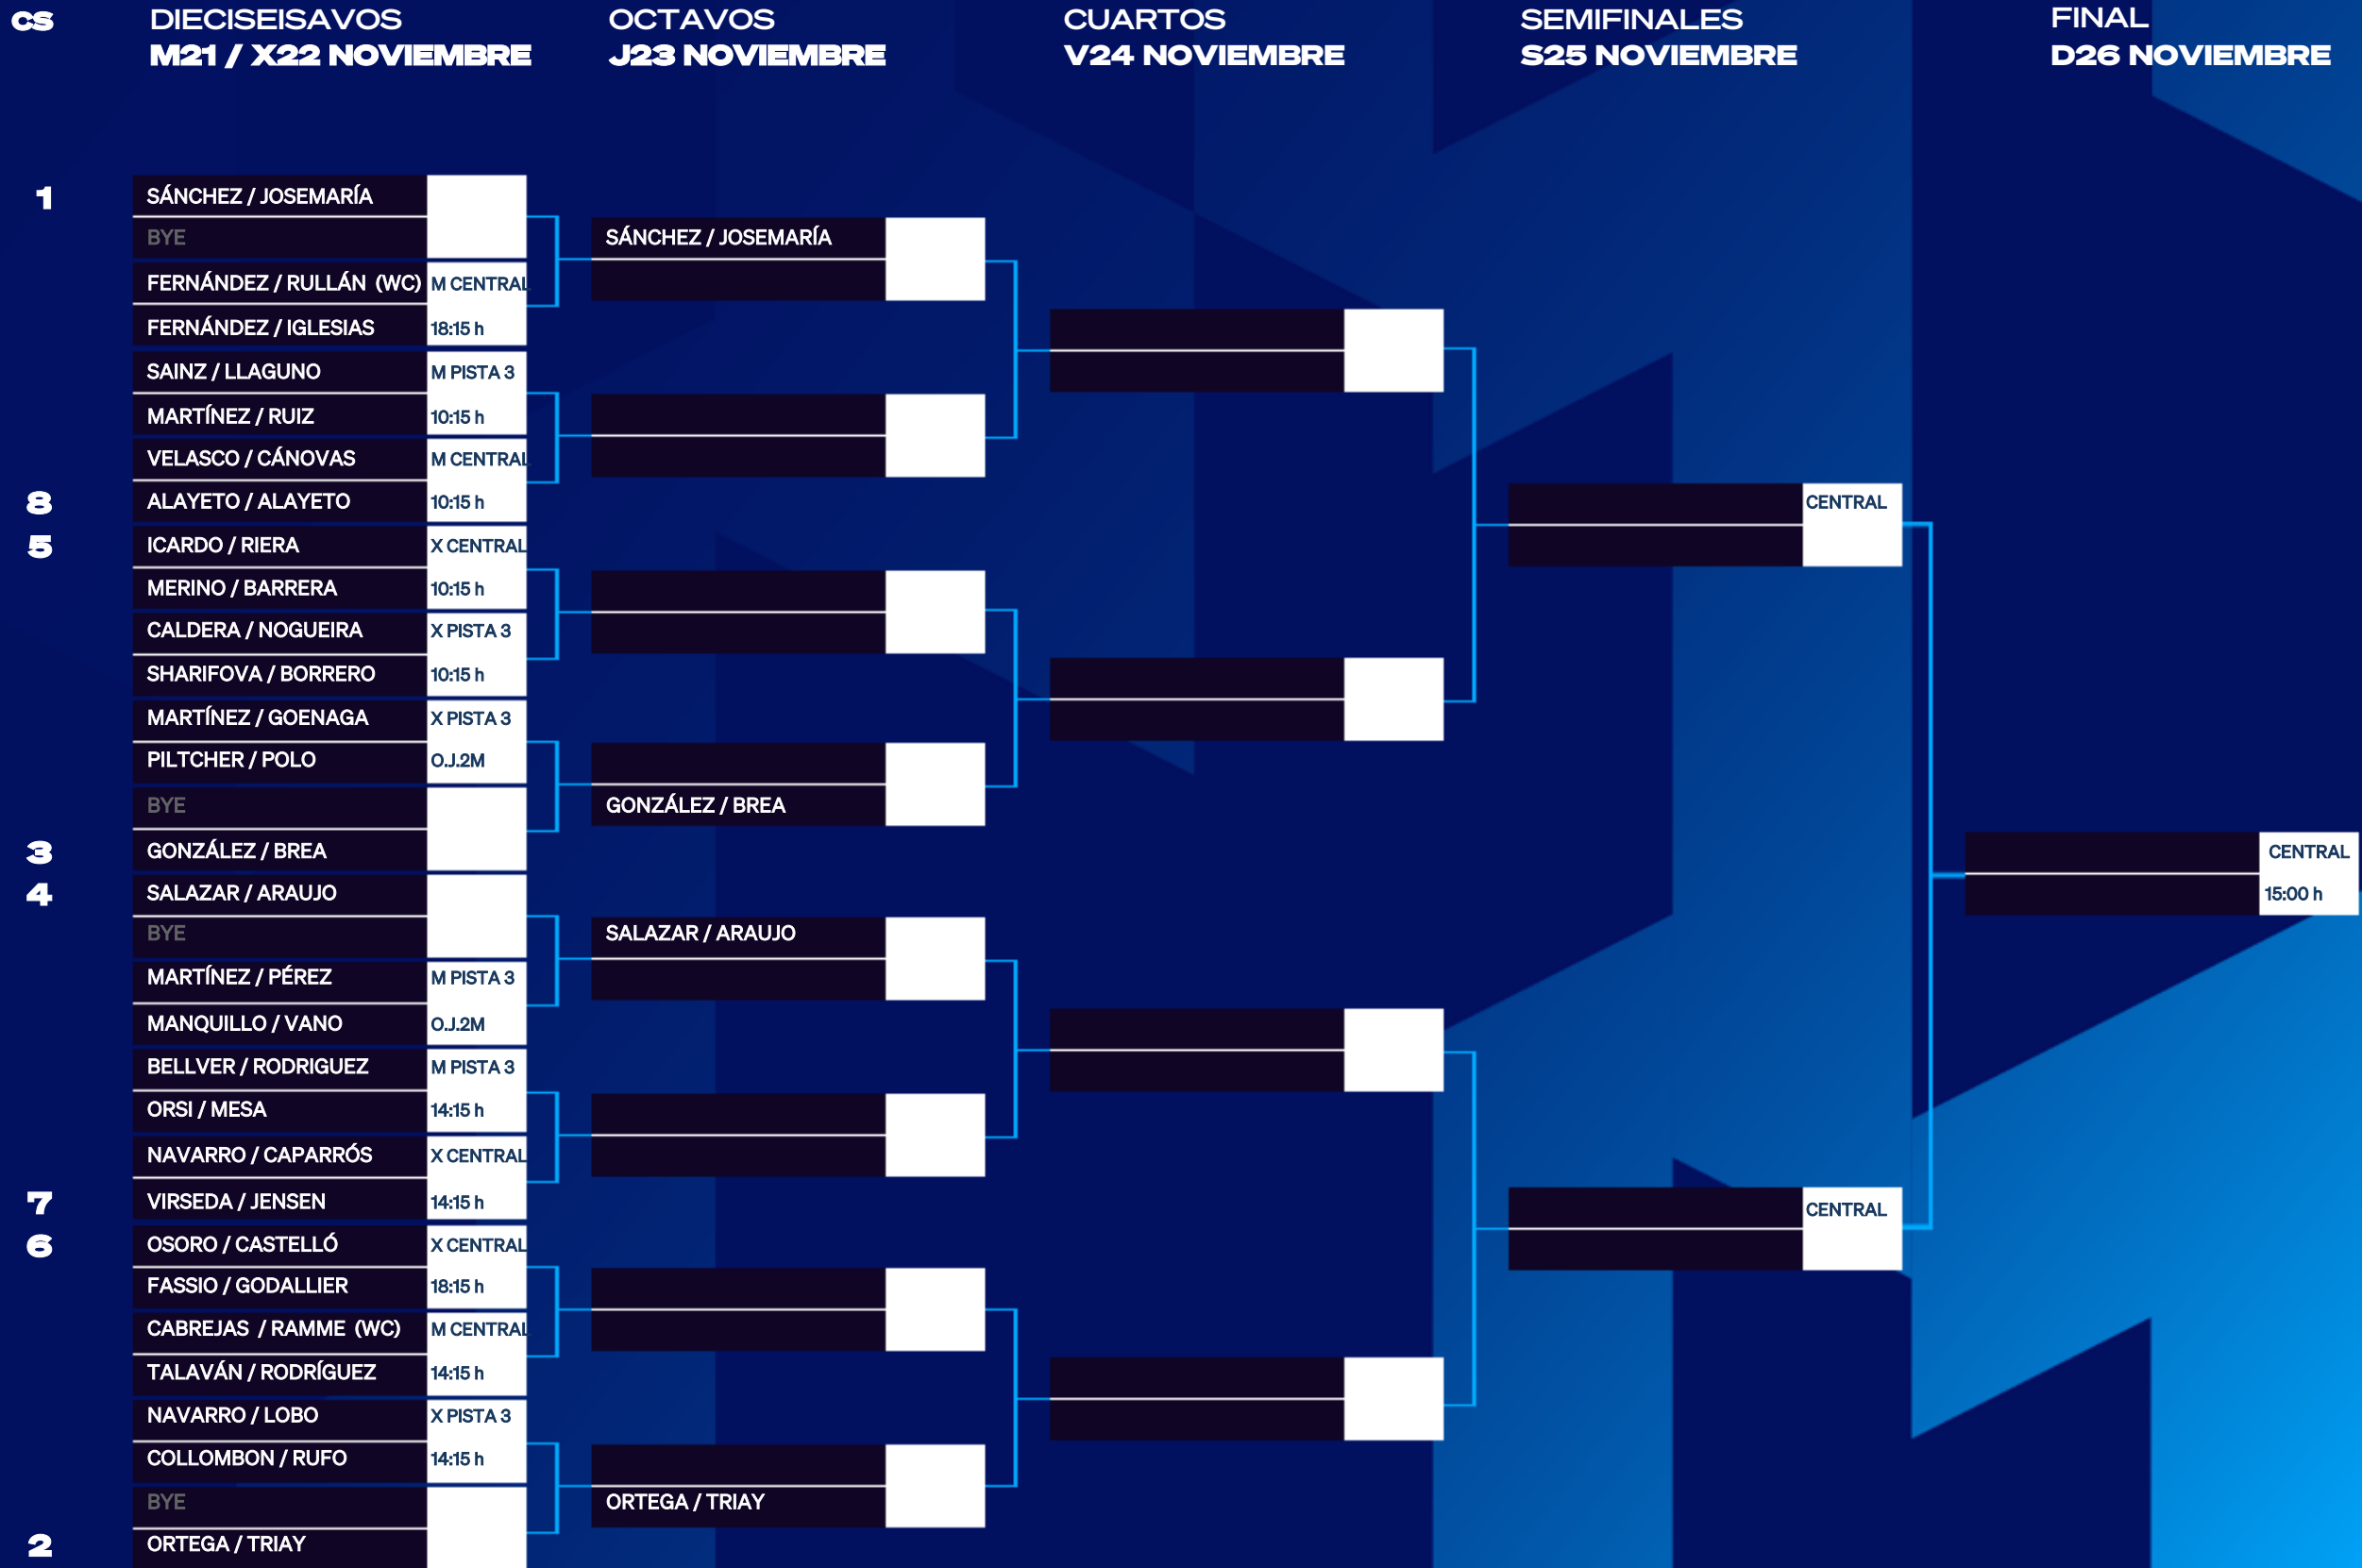 CS
DIECISEISAVOS
M21 / X22 NOVIEMBRE
OCTAVOS
J23 NOVIEMBRE
CUARTOS
V24 NOVIEMBRE
SEMIFINALES
S25 NOVIEMBRE
FINAL
D26 NOVIEMBRE
1
SÁNCHEZ / JOSEMARÍA
BYE
FERNÁNDEZ / RULLÁN (WC) M CENTRAL
FERNÁNDEZ / IGLESIAS 18:15 h
SAINZ / LLAGUNO M PISTA 3
MARTÍNEZ / RUIZ 10:15 h
VELASCO / CÁNOVAS M CENTRAL
8 ALAYETO / ALAYETO 10:15 h
5 ICARDO / RIERA X CENTRAL
MERINO / BARRERA 10:15 h
CALDERA / NOGUEIRA X PISTA 3
SHARIFOVA / BORRERO 10:15 h
MARTÍNEZ / GOENAGA X PISTA 3
PILTCHER / POLO O.J.2M
BYE
3 GONZÁLEZ / BREA
4 SALAZAR / ARAUJO
BYE
MARTÍNEZ / PÉREZ M PISTA 3
MANQUILLO / VANO O.J.2M
BELLVER / RODRIGUEZ M PISTA 3
ORSI / MESA 14:15 h
NAVARRO / CAPARRÓS X CENTRAL
7 VIRSEDA / JENSEN 14:15 h
6 OSORO / CASTELLÓ X CENTRAL
FASSIO / GODALLIER 18:15 h
CABREJAS / RAMME (WC) M CENTRAL
TALAVÁN / RODRÍGUEZ 14:15 h
NAVARRO / LOBO X PISTA 3
COLLOMBON / RUFO 14:15 h
BYE
2 ORTEGA / TRIAY
SÁNCHEZ / JOSEMARÍA
GONZÁLEZ / BREA
SALAZAR / ARAUJO
ORTEGA / TRIAY
CENTRAL
CENTRAL
CENTRAL
15:00 h